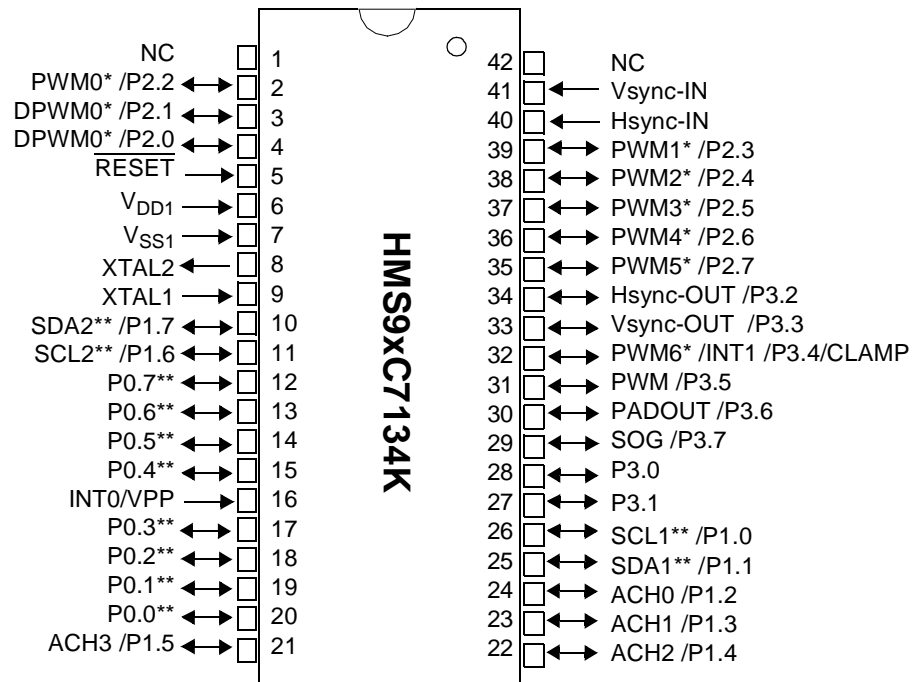 NC 1
PWM0* /P2.2 2
DPWM0* /P2.1 3
DPWM0* /P2.0 4
RESET 5
VDD1 6
VSS1 7
XTAL2 8
XTAL1 9
SDA2** /P1.7 10
SCL2** /P1.6 11
P0.7** 12
P0.6** 13
P0.5** 14
P0.4** 15
INT0/VPP 16
P0.3** 17
P0.2** 18
P0.1** 19
P0.0** 20
ACH3 /P1.5 21
HMS9xC7134K
42 NC
41 Vsync-IN
40 Hsync-IN
39 PWM1* /P2.3
38 PWM2* /P2.4
37 PWM3* /P2.5
36 PWM4* /P2.6
35 PWM5* /P2.7
34 Hsync-OUT /P3.2
33 Vsync-OUT /P3.3
32 PWM6* /INT1 /P3.4/CLAMP
31 PWM /P3.5
30 PADOUT /P3.6
29 SOG /P3.7
28 P3.0
27 P3.1
26 SCL1** /P1.0
25 SDA1** /P1.1
24 ACH0 /P1.2
23 ACH1 /P1.3
22 ACH2 /P1.4